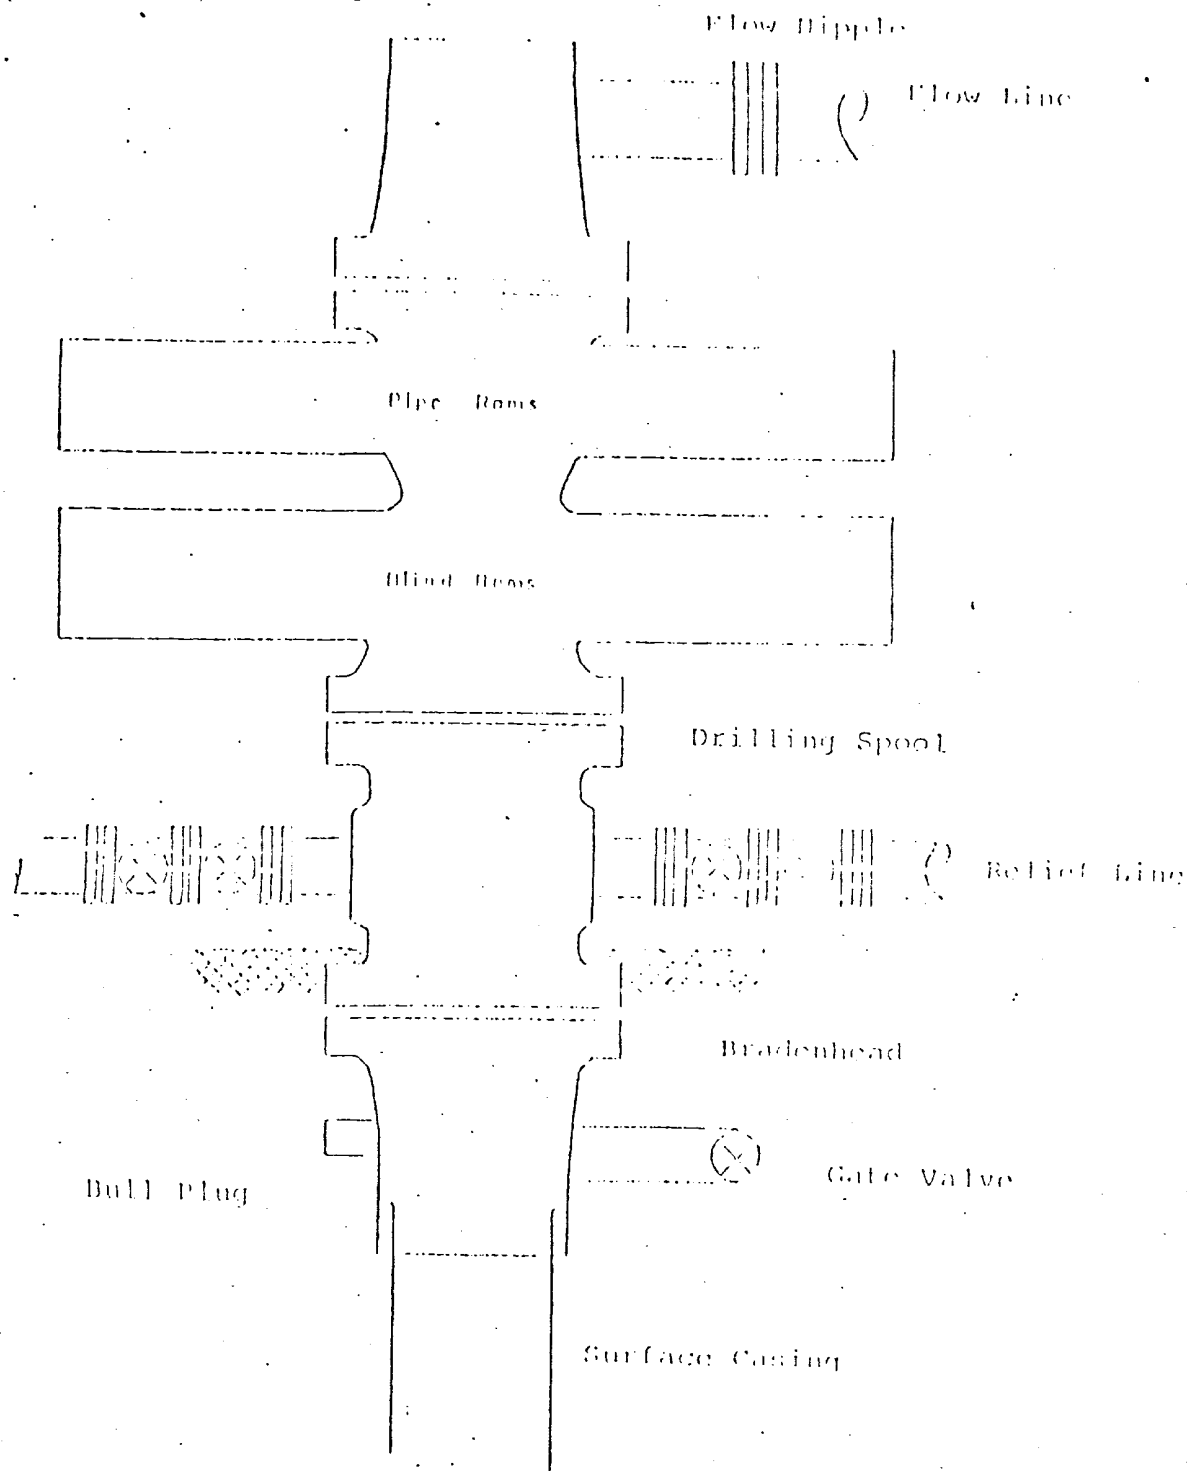 Flow Nipple
Flow Line
Pipe Rams
Blind Rams
Drilling Spool
Relief Line
Bradenhead
Gate Valve
Bull Plug
Surface Casing